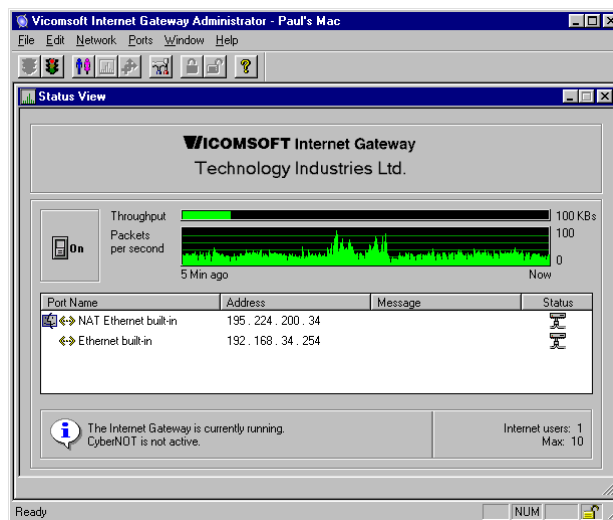 Vicomsoft Internet Gateway Administrator - Paul's Mac
File Edit Network Ports Window Help
Status View
VICOMSOFT Internet Gateway
Technology Industries Ltd.
On
Throughput
100 KBs
Packets
per second
100
0
5 Min ago
Now
Port Name Address Message Status
NAT Ethernet built-in 195 . 224 . 200 . 34
Ethernet built-in 192 . 168 . 34 . 254
The Internet Gateway is currently running.
CyberNOT is not active.
Internet users: 1
Max: 10
Ready
NUM